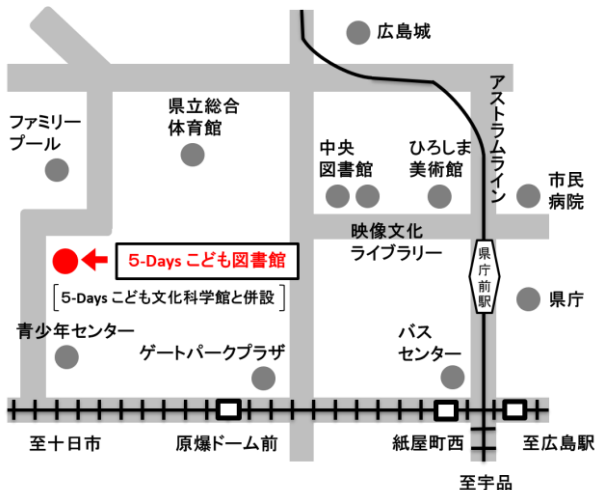 広島城
アストラムライン
ファミリー
プール
県立総合
体育館
中央
図書館
ひろしま
美術館
市民
病院
映像文化
ライブラリー
5-Days こども図書館
5-Days こども文化科学館と併設
県庁前駅
県庁
青少年センター
ゲートパークプラザ
バス
センター
至十日市
原爆ドーム前
紙屋町西
至広島駅
至宇品